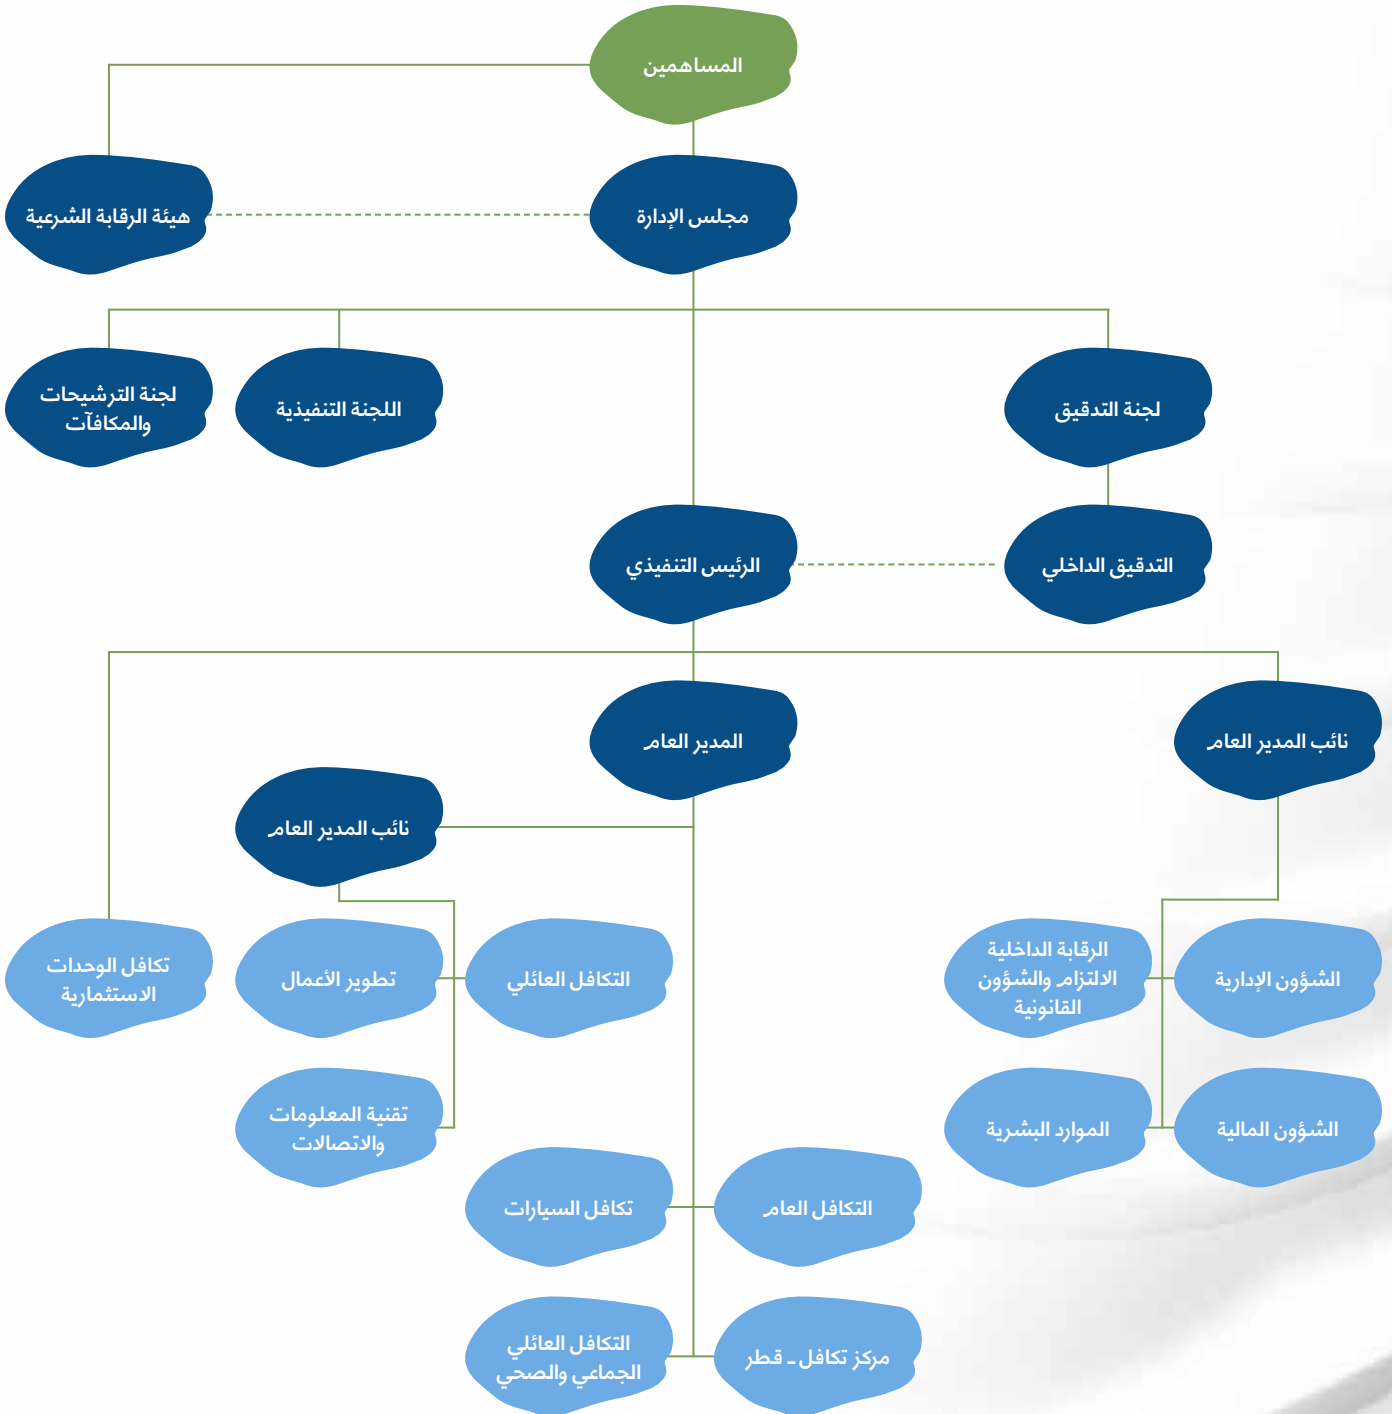 المساهمين
مجلس الإدارة
هيئة الرقابة الشرعية
لجنة التدقيق
اللجنة التنفيذية
لجنة الترشيحات
والمكافآت
التدقيق الداخلي
الرئيس التنفيذي
نائب المدير العام
المدير العام
نائب المدير العام
الشؤون الإدارية
الرقابة الداخلية
الالتزام والشؤون
القانونية
التكافل العائلي
تطوير الأعمال
تكافل الوحدات
الاستثمارية
الشؤون المالية
الموارد البشرية
تقنية المعلومات
والاتصالات
التكافل العام
تكافل السيارات
مركز تكافل - قطر
التكافل العائلي
الجماعي والصحي